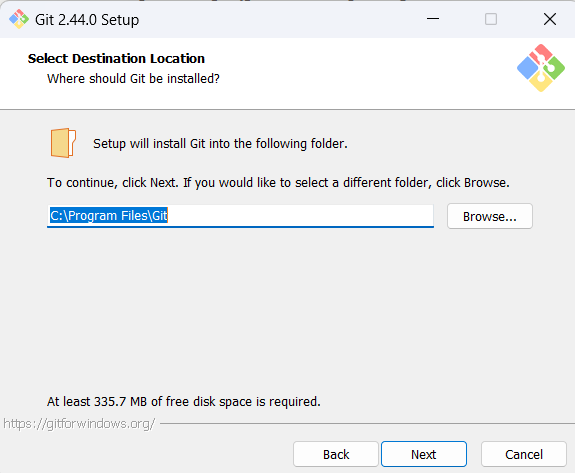 Git 2.44.0 Setup
Select Destination Location
Where should Git be installed?
Setup will install Git into the following folder.
To continue, click Next. If you would like to select a different folder, click Browse.
C:\Program Files\Git
Browse...
At least 335.7 MB of free disk space is required.
https://gitforwindows.org/
Back
Next
Cancel